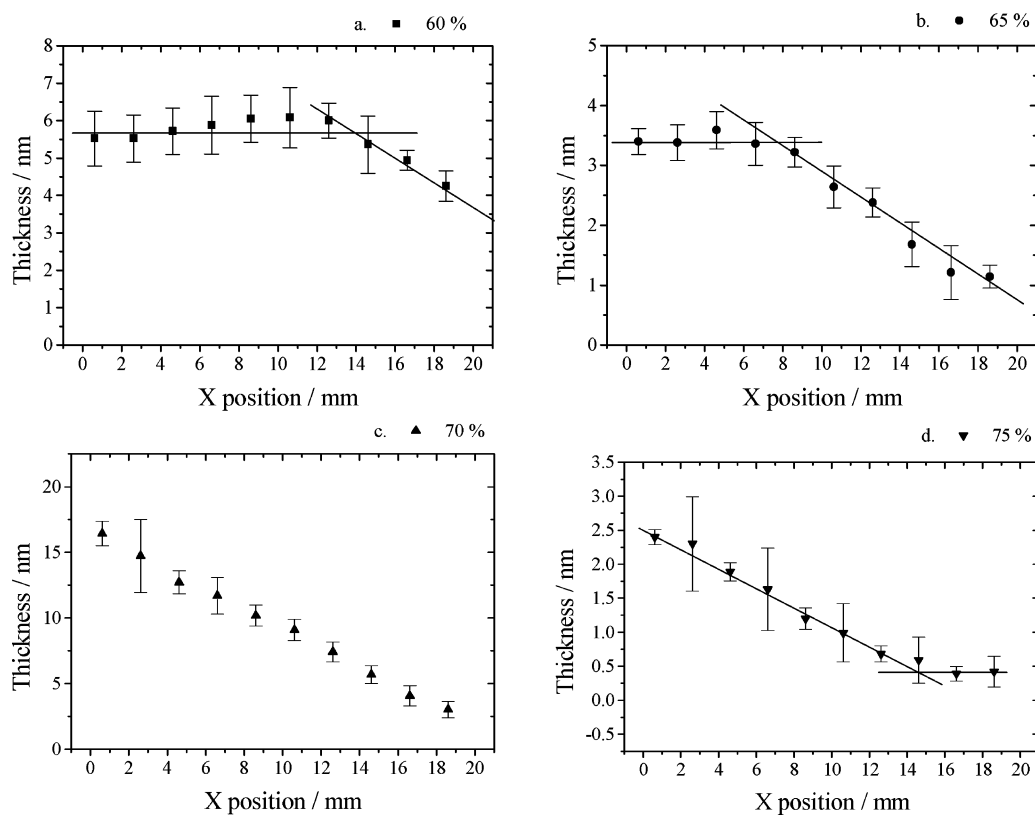 a. ■ 60 %
8
7
6
5
4
3
2
1
0
Thickness / nm
0 2 4 6 8 10 12 14 16 18 20
X position / mm
b. ● 65 %
5
4
3
2
1
0
Thickness / nm
0 2 4 6 8 10 12 14 16 18 20
X position / mm
c. ▲ 70 %
20
15
10
5
0
Thickness / nm
0 2 4 6 8 10 12 14 16 18 20
X position / mm
d. ▼ 75 %
3.5
3.0
2.5
2.0
1.5
1.0
0.5
0.0
-0.5
Thickness / nm
0 2 4 6 8 10 12 14 16 18 20
X position / mm